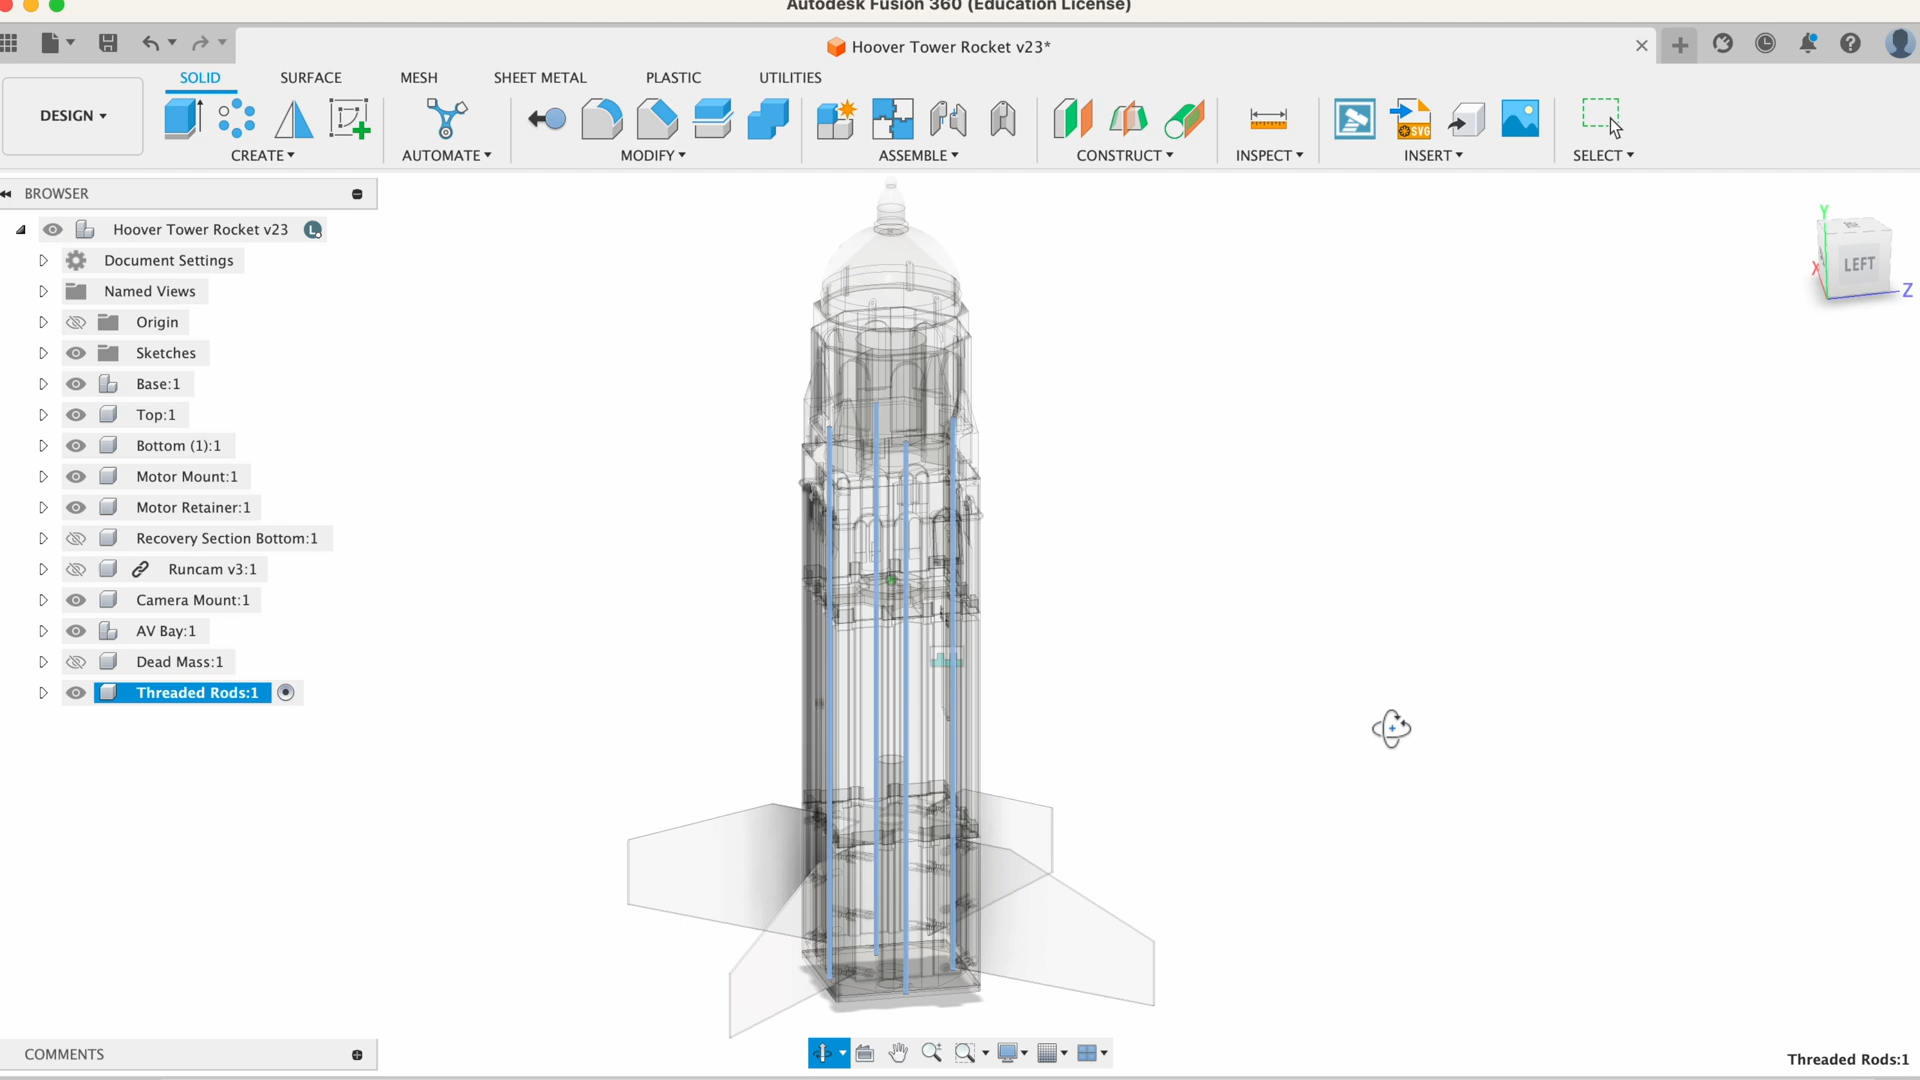 Autodesk Fusion 360 (Education License)
Hoover Tower Rocket v23*
SOLID SURFACE MESH SHEET METAL PLASTIC UTILITIES
DESIGN
CREATE AUTOMATE MODIFY ASSEMBLE CONSTRUCT INSPECT INSERT SELECT
SVG
BROWSER
Hoover Tower Rocket v23
Document Settings
Named Views
Origin
Sketches
Base:1
Top:1
Bottom (1):1
Motor Mount:1
Motor Retainer:1
Recovery Section Bottom:1
Runcam v3:1
Camera Mount:1
AV Bay:1
Dead Mass:1
Threaded Rods:1
Y
X
LEFT
Z
COMMENTS
Threaded Rods:1